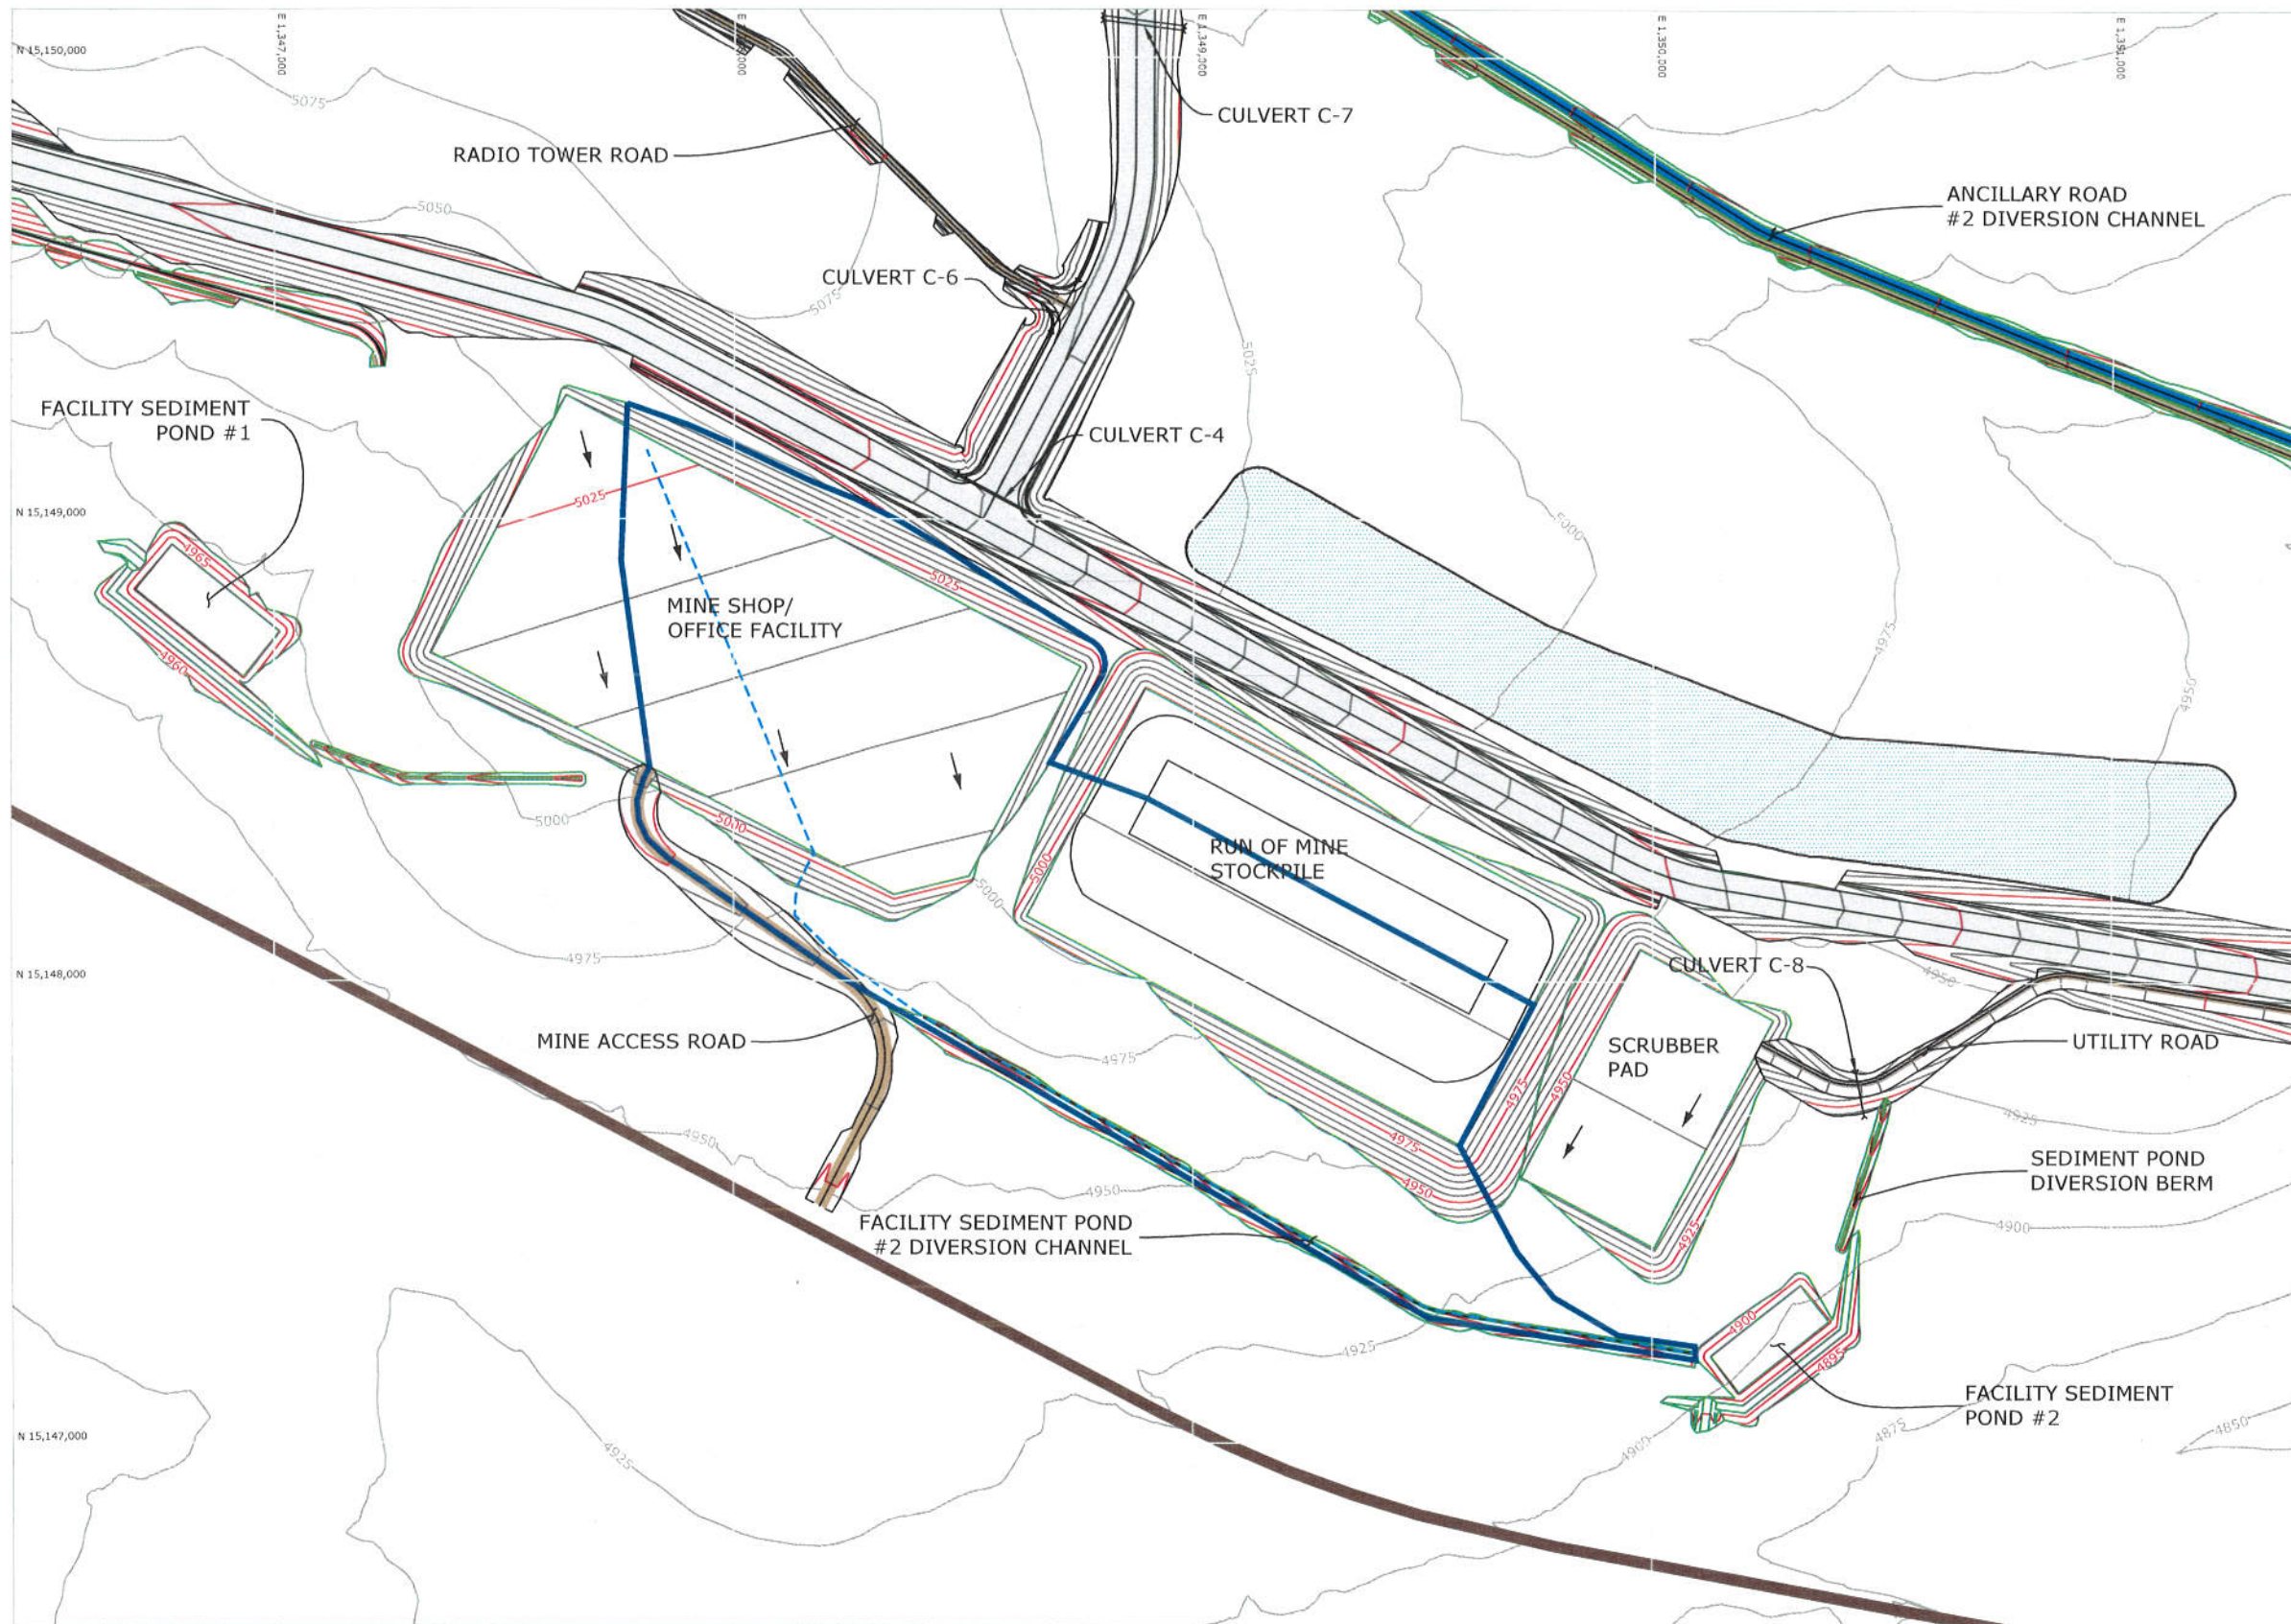 E 1,347,000
E 1,349,000
E 1,350,000
E 1,351,000
N 15,150,000
5075
CULVERT C-7
RADIO TOWER ROAD
ANCILLARY ROAD
#2 DIVERSION CHANNEL
5050
CULVERT C-6
5075
5025
FACILITY SEDIMENT
POND #1
CULVERT C-4
5025
N 15,149,000
5000
4965
5025
MINE SHOP/
OFFICE FACILITY
4975
4960
4950
5000
5000
RUN OF MINE
STOCKPILE
5000
5000
4975
N 15,148,000
CULVERT C-8
4950
MINE ACCESS ROAD
4975
SCRUBBER
PAD
UTILITY ROAD
4975
4950
4925
4950
4975
SEDIMENT POND
DIVERSION BERM
4950
4950
FACILITY SEDIMENT POND
#2 DIVERSION CHANNEL
4925
4900
4900
4925
4895
FACILITY SEDIMENT
POND #2
N 15,147,000
4925
4900
4875
4850